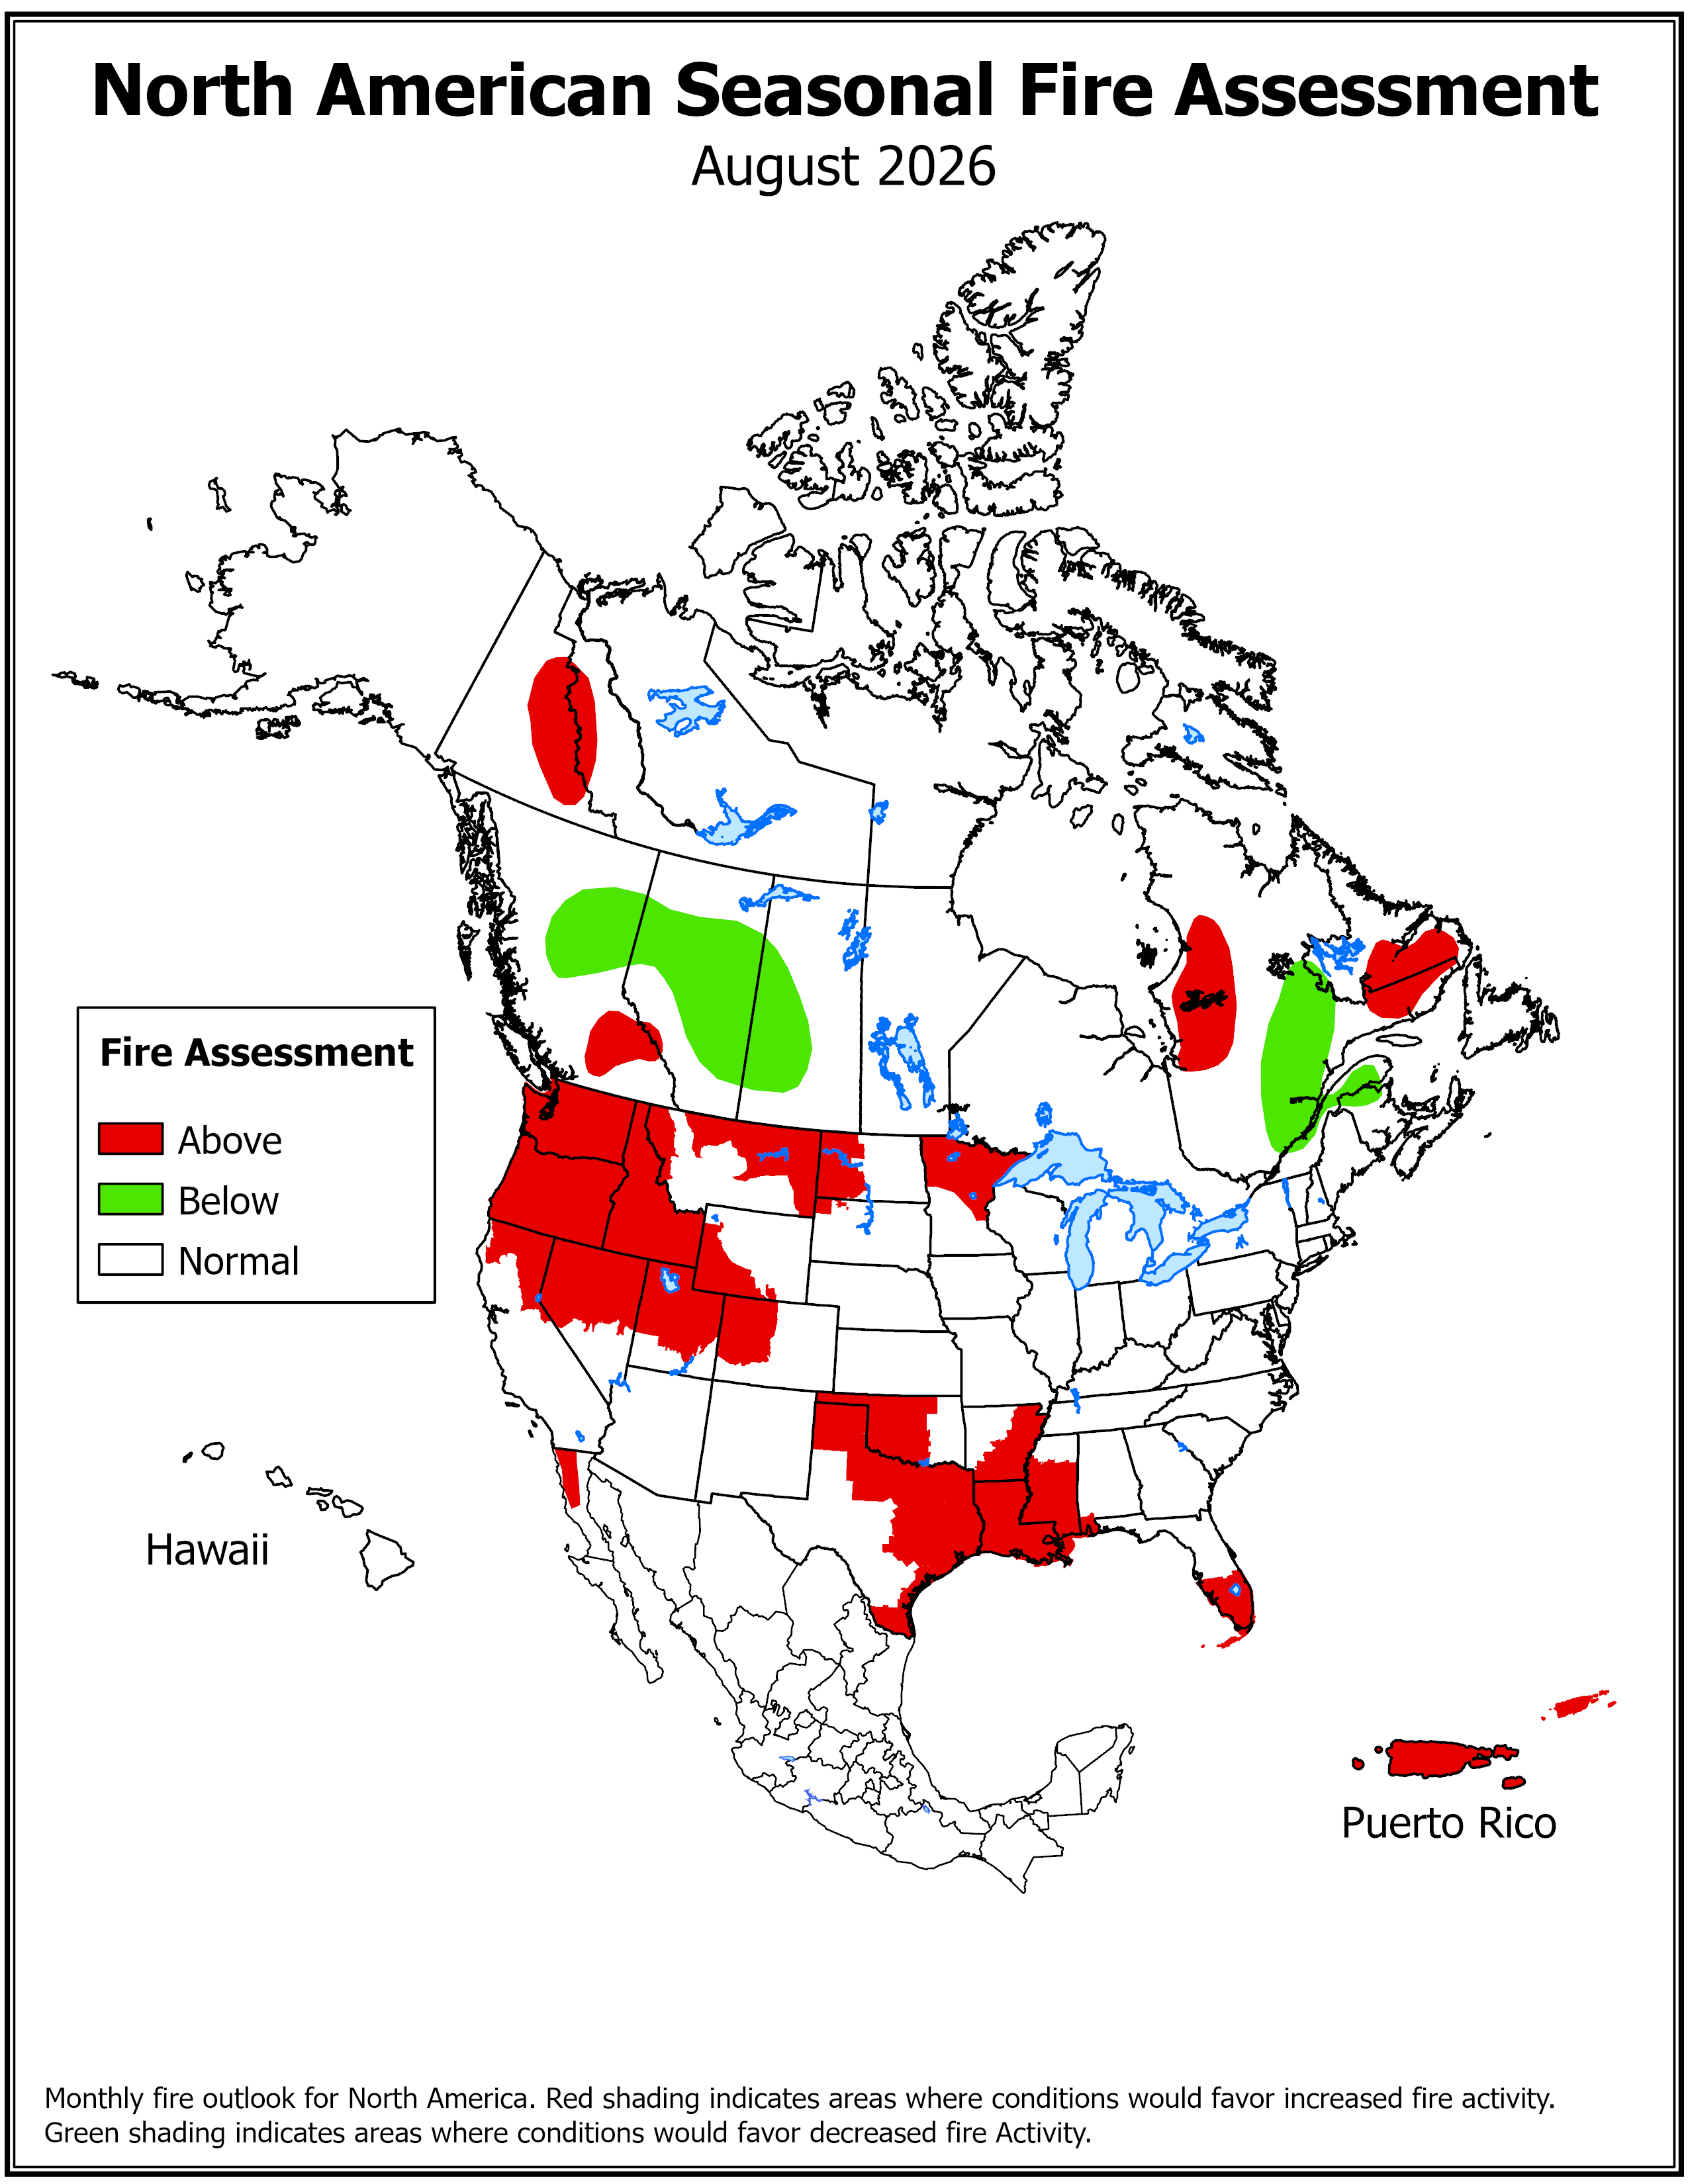 North American Seasonal Fire Assessment
August 2026
Fire Assessment
Above
Below
Normal
Hawaii
Puerto Rico
Monthly fire outlook for North America. Red shading indicates areas where conditions would favor increased fire activity.
Green shading indicates areas where conditions would favor decreased fire Activity.